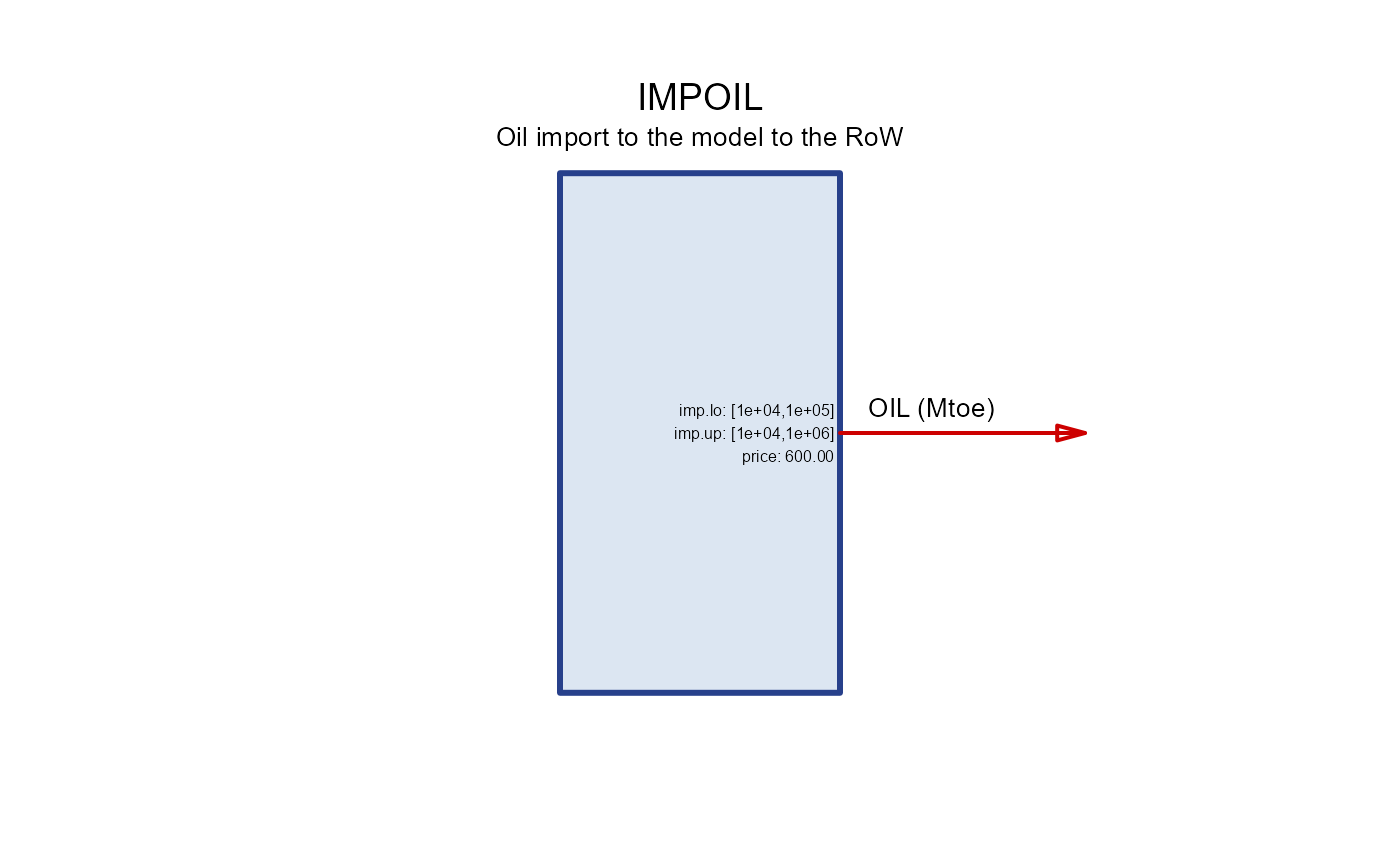 IMPOIL
Oil import to the model to the RoW
imp.lo: [1e+04,1e+05]
imp.up: [1e+04,1e+06]
price: 600.00
OIL (Mtoe)